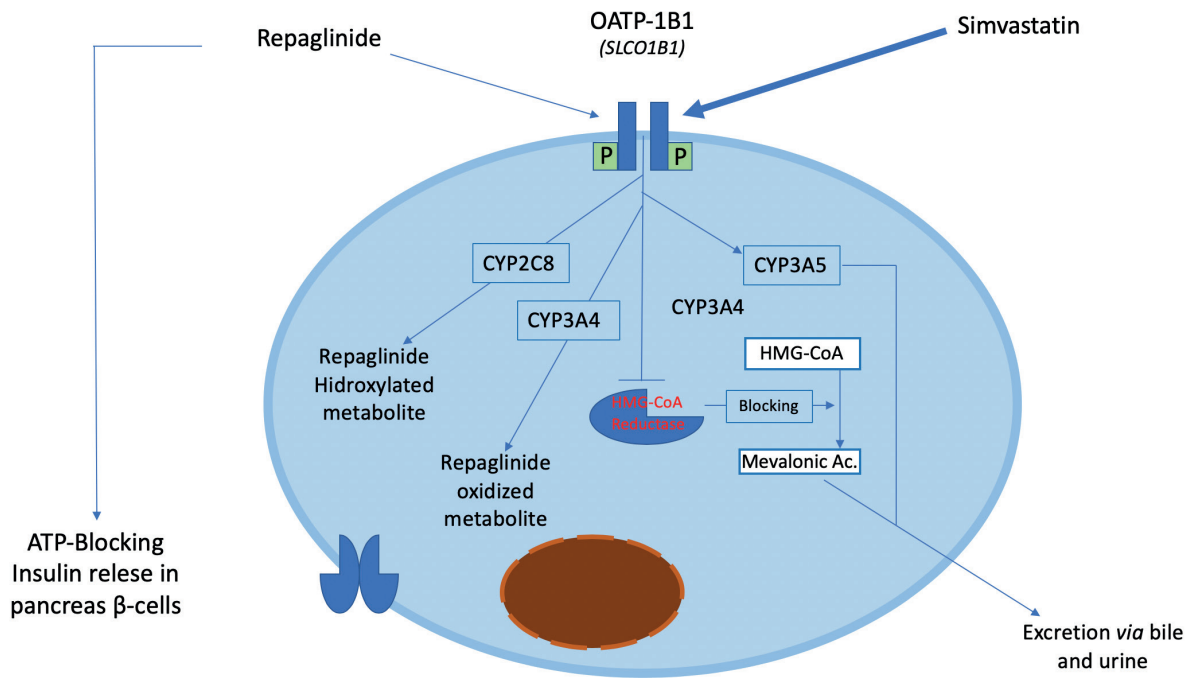 Repaglinide
OATP-1B1
(SLCO1B1)
Simvastatin
P
P
CYP2C8
CYP3A5
CYP3A4
CYP3A4
Repaglinide
Hidroxylated
metabolite
HMG-CoA
HMG-CoA
Reductase
Blocking
Mevalonic Ac.
Repaglinide
oxidized
metabolite
ATP-Blocking
Insulin relese in
pancreas β-cells
Excretion via bile
and urine